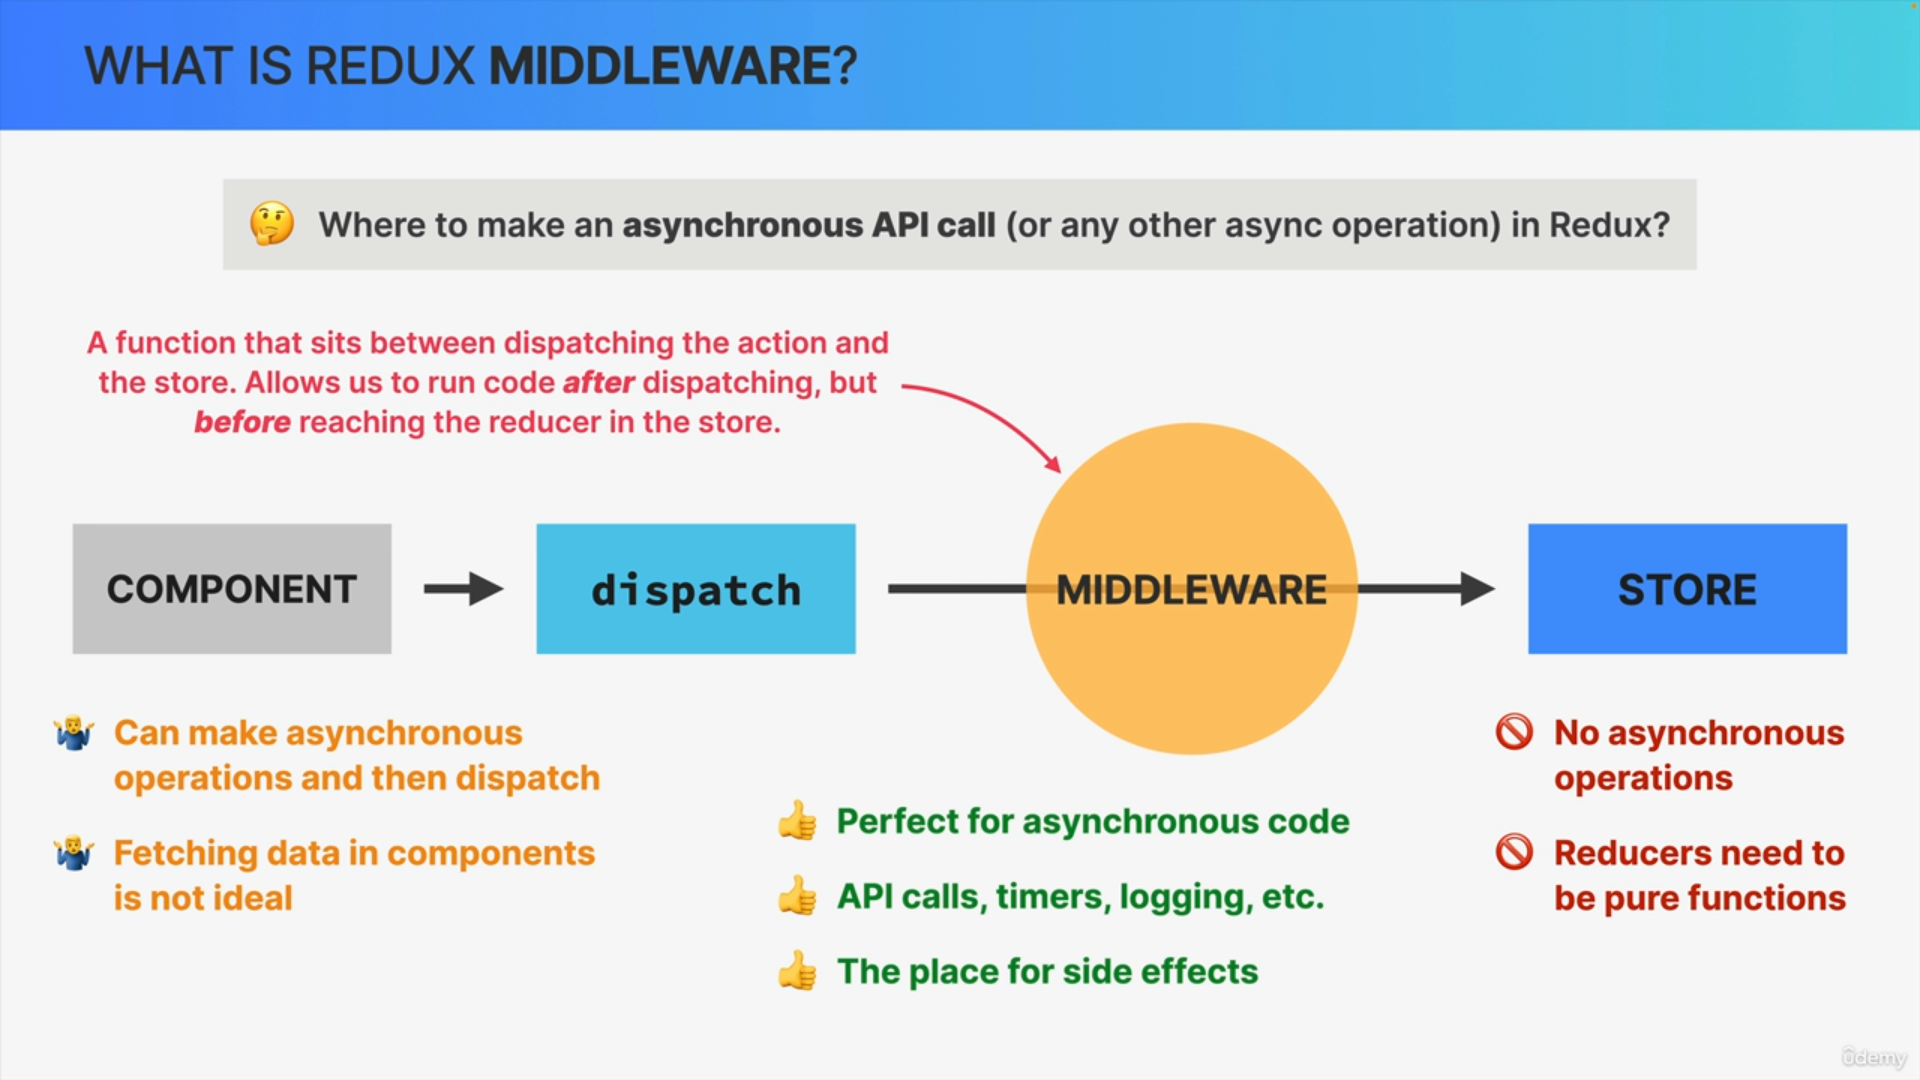 WHAT IS REDUX MIDDLEWARE?
Where to make an asynchronous API call (or any other async operation) in Redux?
A function that sits between dispatching the action and
the store. Allows us to run code after dispatching, but
before reaching the reducer in the store.
COMPONENT
dispatch
MIDDLEWARE
STORE
Can make asynchronous
operations and then dispatch
Fetching data in components
is not ideal
Perfect for asynchronous code
API calls, timers, logging, etc.
The place for side effects
No asynchronous
operations
Reducers need to
be pure functions
ûdemy